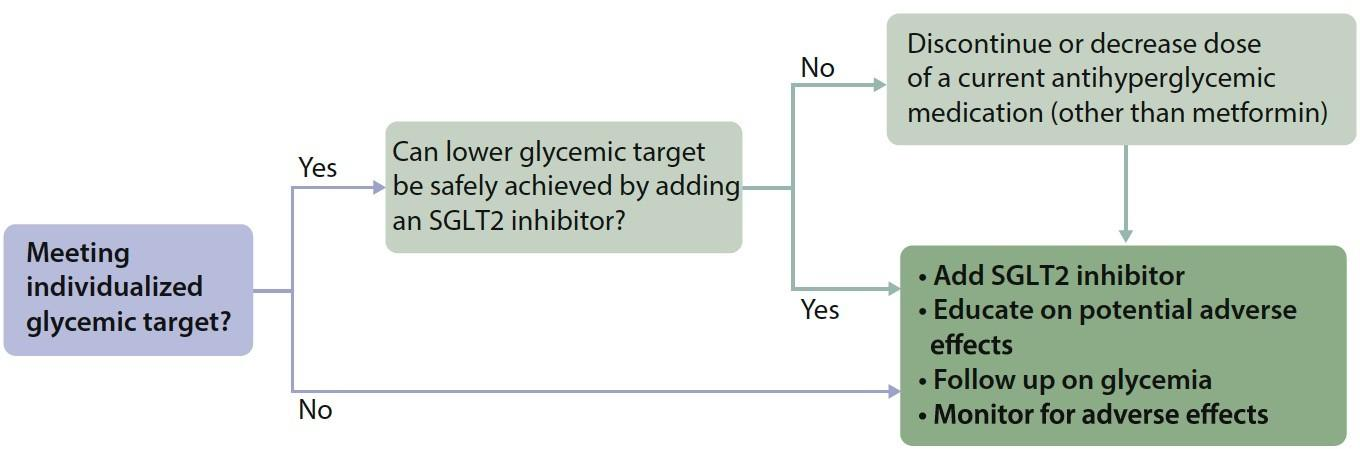 Meeting
individualized
glycemic target?
Yes
No
Can lower glycemic target
be safely achieved by adding
an SGLT2 inhibitor?
No
Yes
Discontinue or decrease dose
of a current antihyperglycemic
medication (other than metformin)
• Add SGLT2 inhibitor
• Educate on potential adverse
effects
• Follow up on glycemia
• Monitor for adverse effects